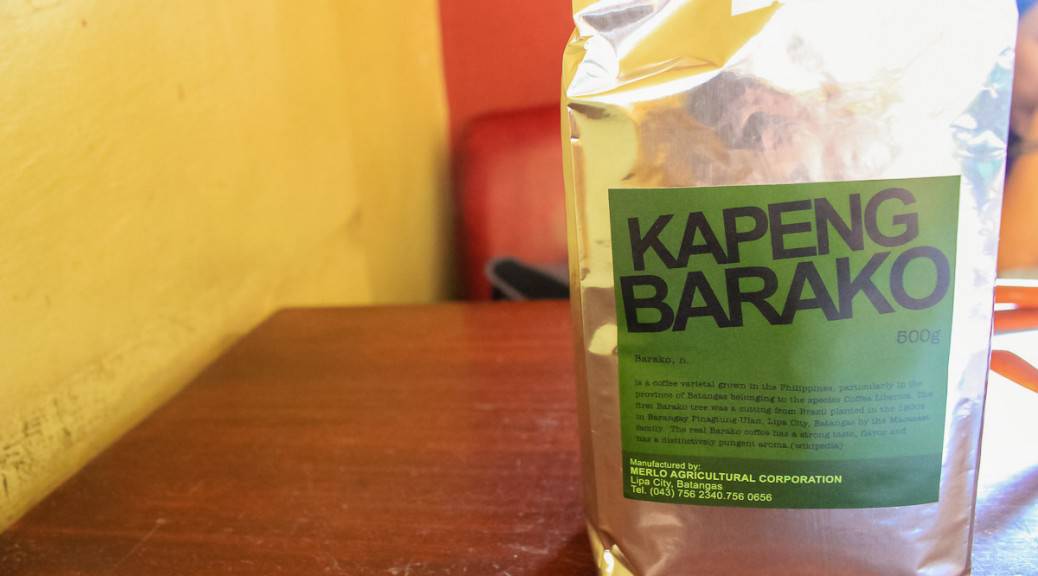 KAPENG
BARAKO
500g
Barako, n.
is a coffee varietal grown in the Philippines, particularly in the
province of Batangas belonging to the species Coffea Liberica. The
first Barako tree was a cutting from Brazil planted in the 1800s
in Barangay Pinagtung Ulan, Lipa City, Batangas by the Macasaet
family. The real Barako coffee has a strong taste, flavor and
has a distinctively pungent aroma.(wikipedia)
Manufactured by:
MERLO AGRICULTURAL CORPORATION
Lipa City, Batangas
Tel. (043) 756 2340.756 0656